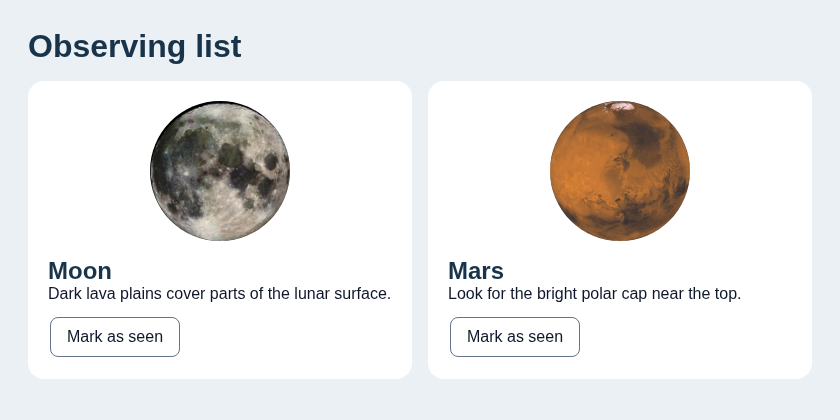 Observing list
Moon
Dark lava plains cover parts of the lunar surface.
Mark as seen
Mars
Look for the bright polar cap near the top.
Mark as seen